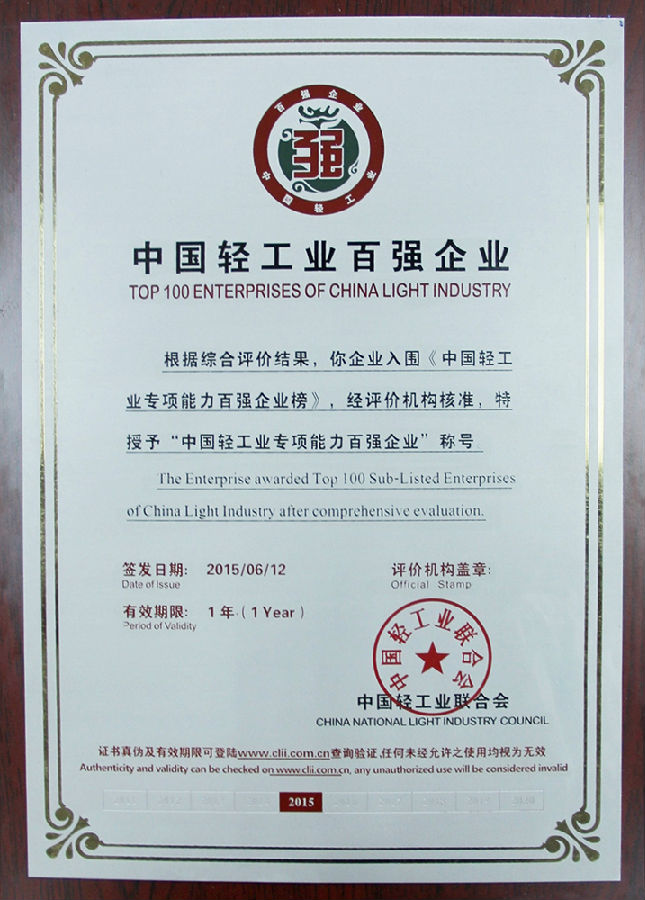 百强企业
强
中国轻工业
中国轻工业百强企业
TOP 100 ENTERPRISES OF CHINA LIGHT INDUSTRY
根据综合评价结果，你企业入围《中国轻工
业专项能力百强企业榜》，经评价机构核准，特
授予“中国轻工业专项能力百强企业”称号
The Enterprise awarded Top 100 Sub-Listed Enterprises
of China Light Industry after comprehensive evaluation.
签发日期: 2015/06/12
Date of Issue
评价机构盖章:
Official Stamp
有效期限: 1年（1 Year）
Period of Validity
中国轻工业联合会
中国轻工业联合会
CHINA NATIONAL LIGHT INDUSTRY COUNCIL
证书真伪及有效期限可登陆www.clii.com.cn查询验证,任何未经允许之使用均视为无效
Authenticity and validity can be checked on www.clii.com.cn, any unauthorized use will be considered invalid
2015